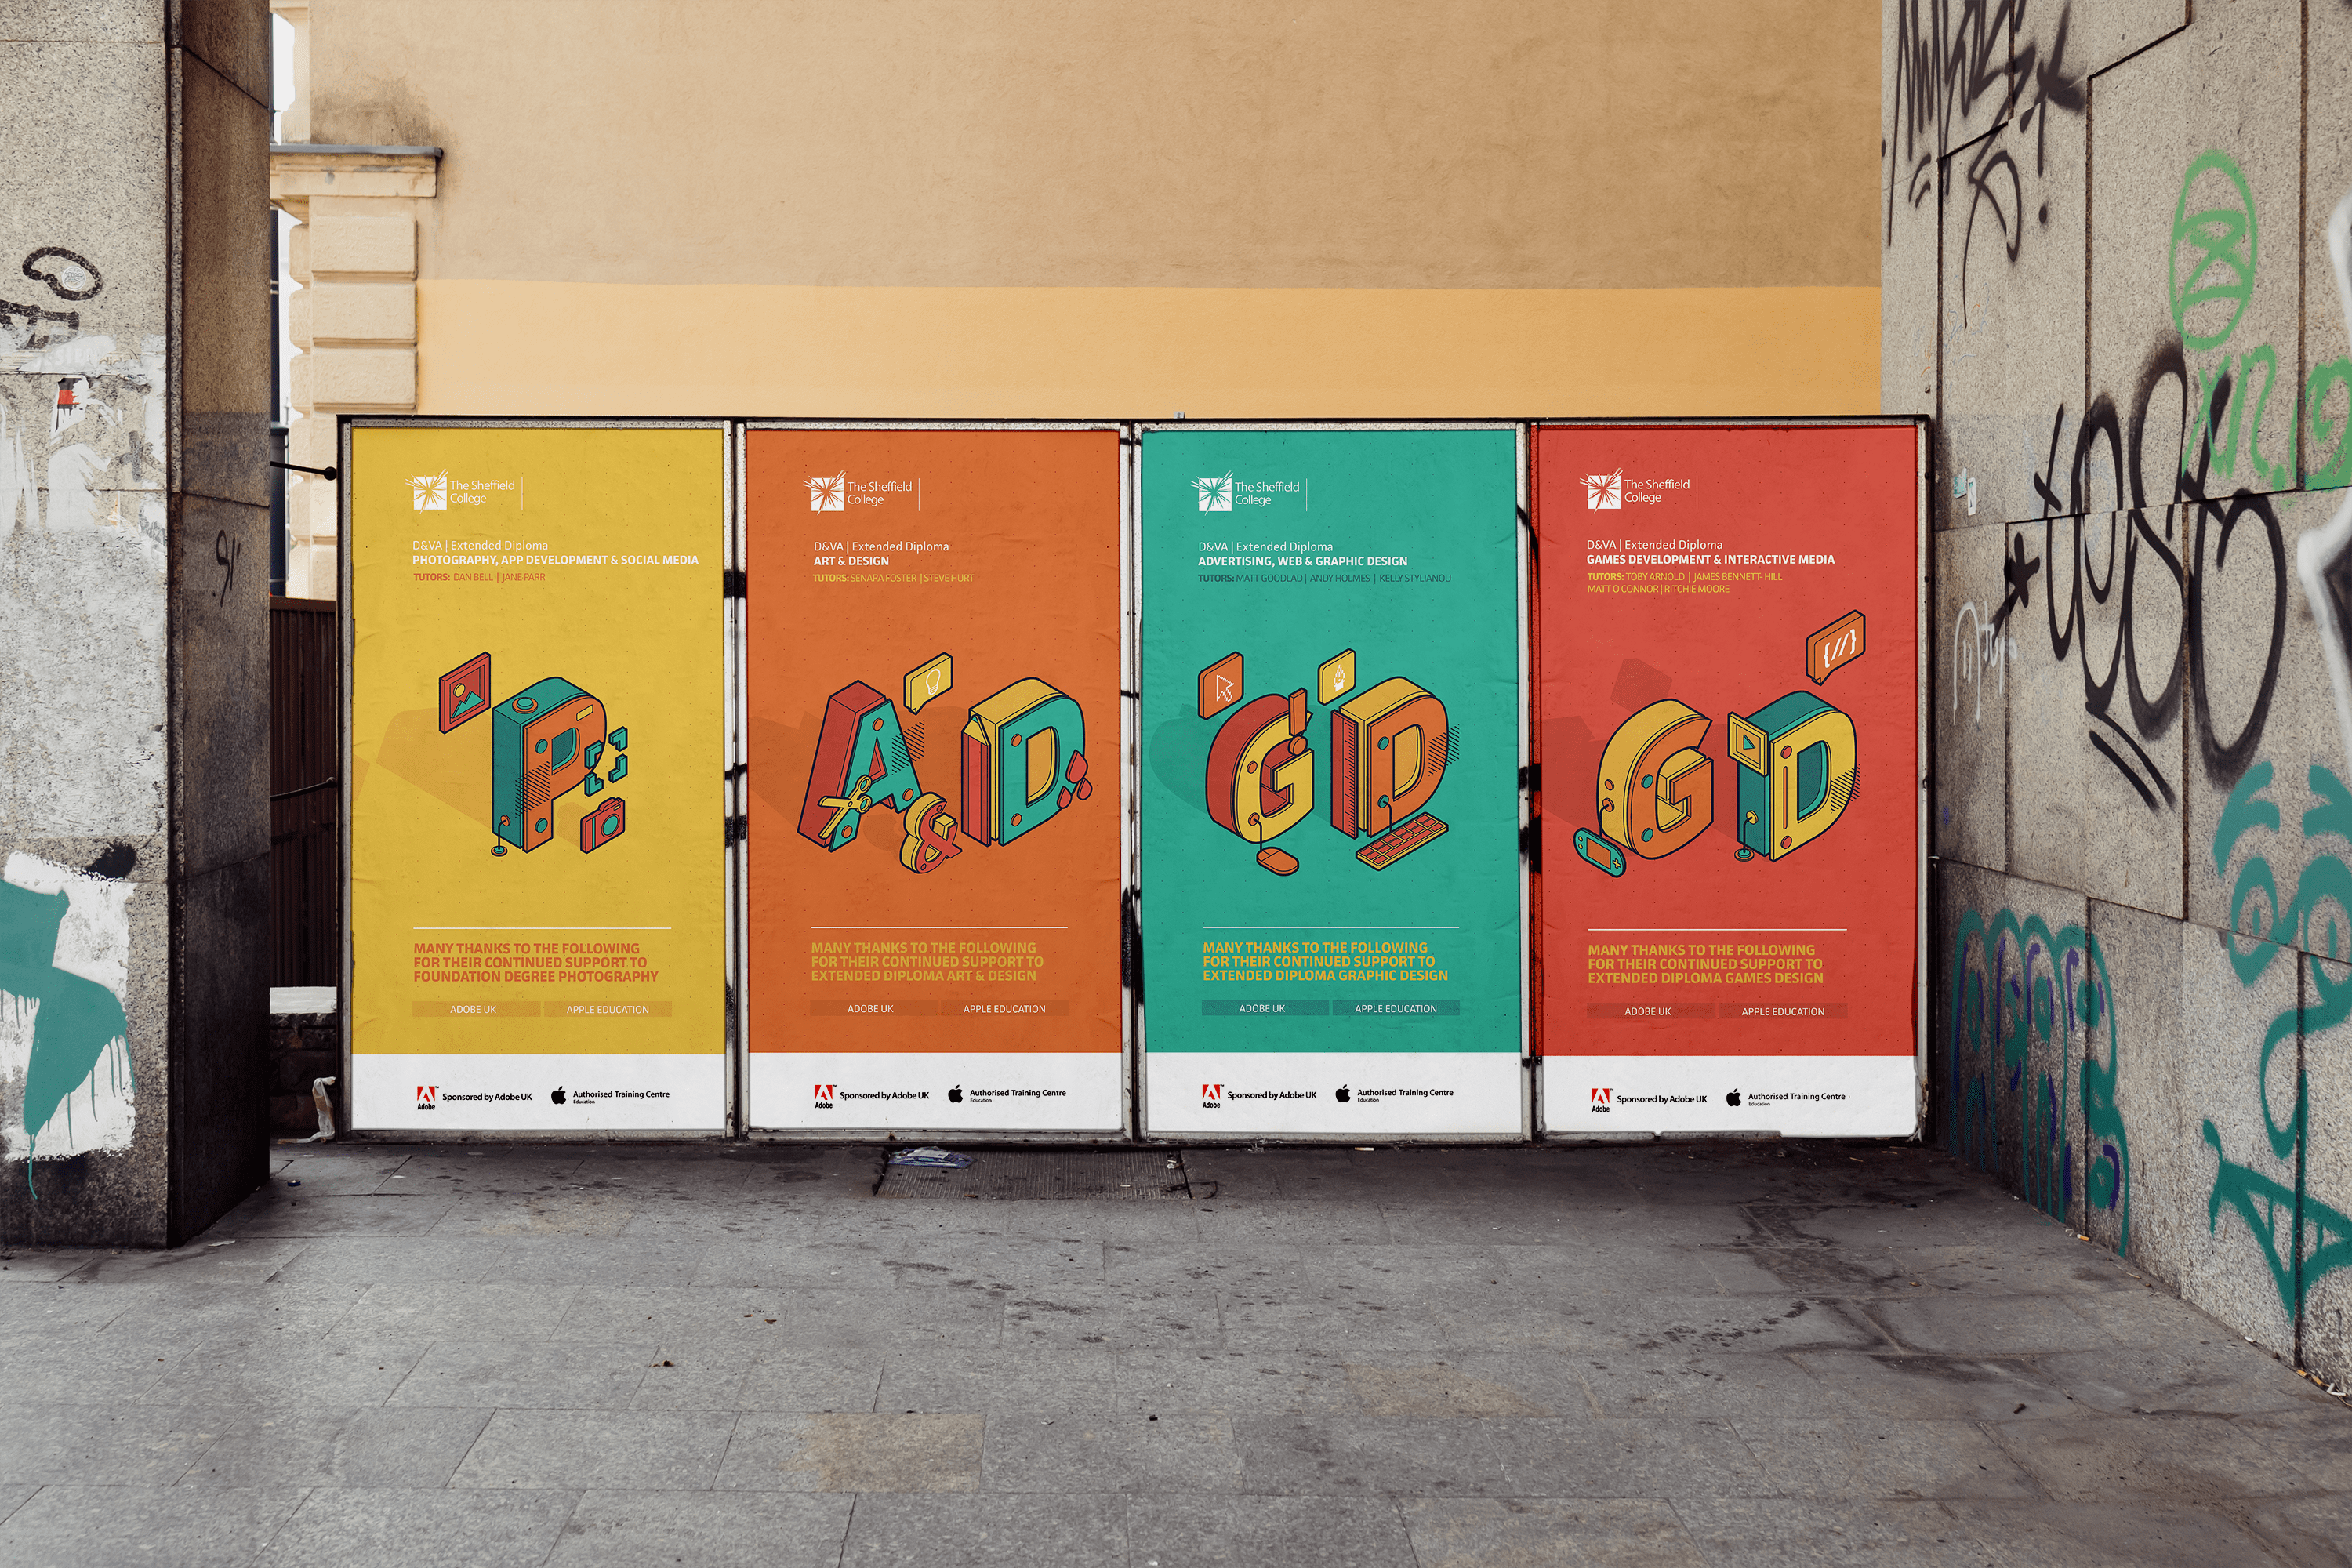 The Sheffield
College
D&VA | Extended Diploma
PHOTOGRAPHY, APP DEVELOPMENT & SOCIAL MEDIA
TUTORS: DAN BELL | JANE PARR
P
MANY THANKS TO THE FOLLOWING
FOR THEIR CONTINUED SUPPORT TO
FOUNDATION DEGREE PHOTOGRAPHY
ADOBE UK APPLE EDUCATION
Adobe
Sponsored by Adobe UK
Authorised Training Centre
Education
The Sheffield
College
D&VA | Extended Diploma
ART & DESIGN
TUTORS: SENARA FOSTER | STEVE HURT
A&D
MANY THANKS TO THE FOLLOWING
FOR THEIR CONTINUED SUPPORT TO
EXTENDED DIPLOMA ART & DESIGN
ADOBE UK APPLE EDUCATION
Adobe
Sponsored by Adobe UK
Authorised Training Centre
Education
The Sheffield
College
D&VA | Extended Diploma
ADVERTISING, WEB & GRAPHIC DESIGN
TUTORS: MATT GOODLAD | ANDY HOLMES | KELLY STYLIANOU
GD
MANY THANKS TO THE FOLLOWING
FOR THEIR CONTINUED SUPPORT TO
EXTENDED DIPLOMA GRAPHIC DESIGN
ADOBE UK APPLE EDUCATION
Adobe
Sponsored by Adobe UK
Authorised Training Centre
Education
The Sheffield
College
D&VA | Extended Diploma
GAMES DEVELOPMENT & INTERACTIVE MEDIA
TUTORS: TOBY ARNOLD | JAMES BENNETT- HILL
MATT O CONNOR | RITCHIE MOORE
{//}
GD
MANY THANKS TO THE FOLLOWING
FOR THEIR CONTINUED SUPPORT TO
EXTENDED DIPLOMA GAMES DESIGN
ADOBE UK APPLE EDUCATION
Adobe
Sponsored by Adobe UK
Authorised Training Centre
Education